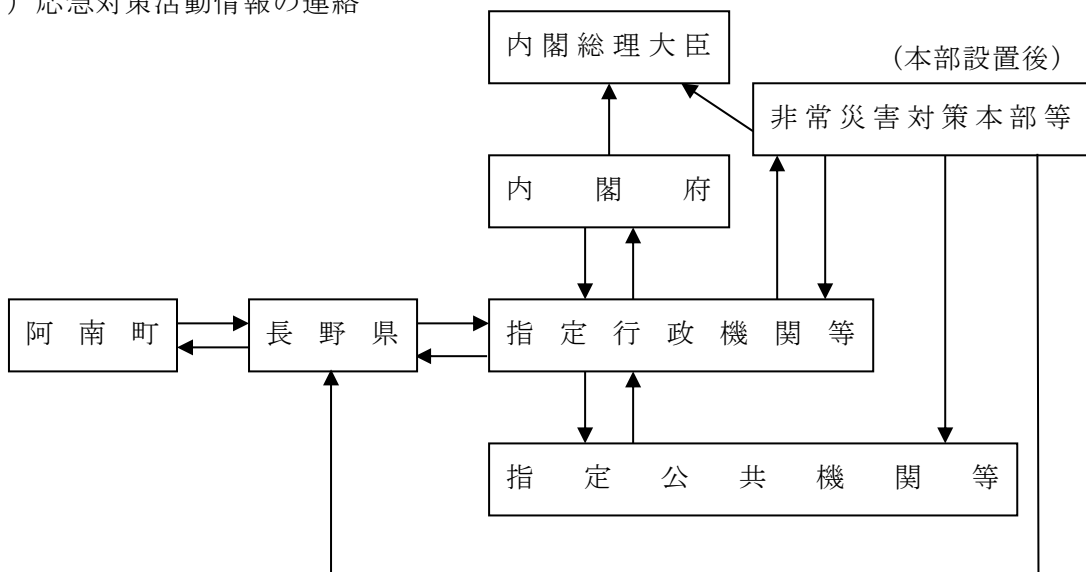 ）応急対策活動情報の連絡
内閣総理大臣
（本部設置後）
非常災害対策本部等
内閣府
阿南町
長野県
指定行政機関等
指定公共機関等